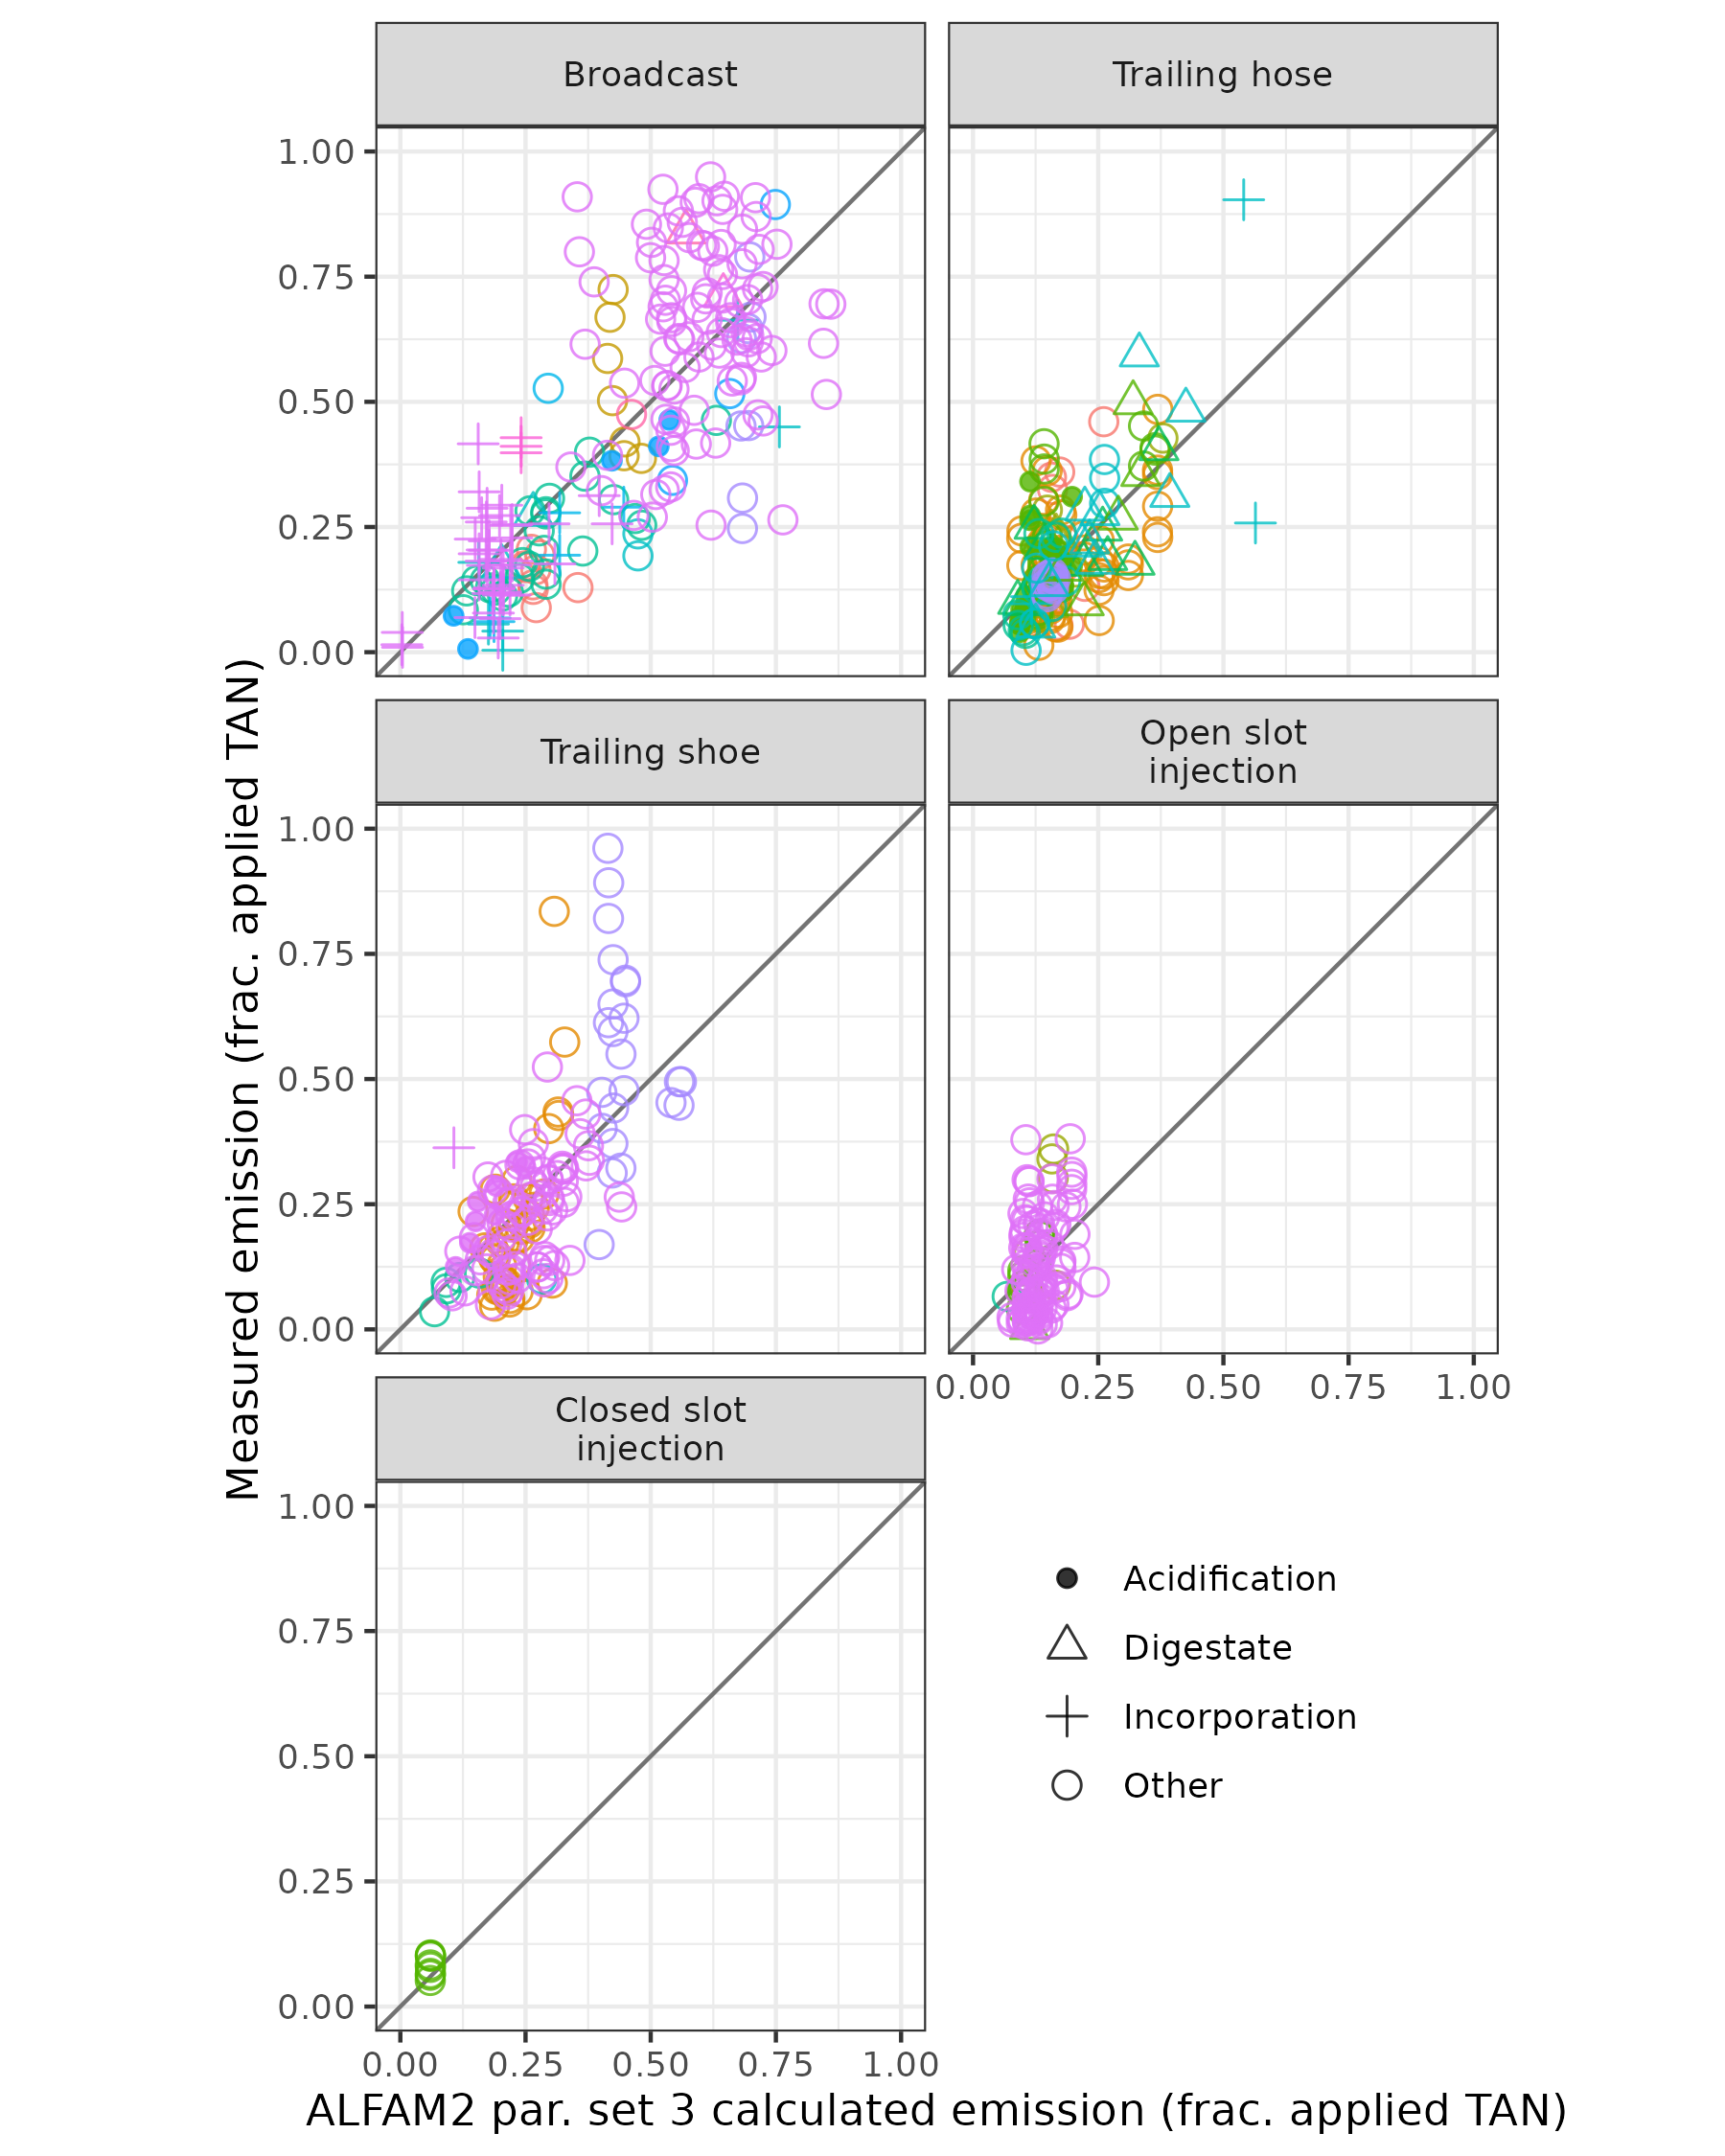 Broadcast
Trailing hose
1.00
0.75
0.50
0.25
0.00
Trailing shoe
Open slot
injection
1.00
0.75
0.50
0.25
0.00
0.00 0.25 0.50 0.75 1.00
Closed slot
injection
1.00
0.75
0.50
0.25
0.00
0.00 0.25 0.50 0.75 1.00
Acidification
Digestate
Incorporation
Other
Measured emission (frac. applied TAN)
ALFAM2 par. set 3 calculated emission (frac. applied TAN)